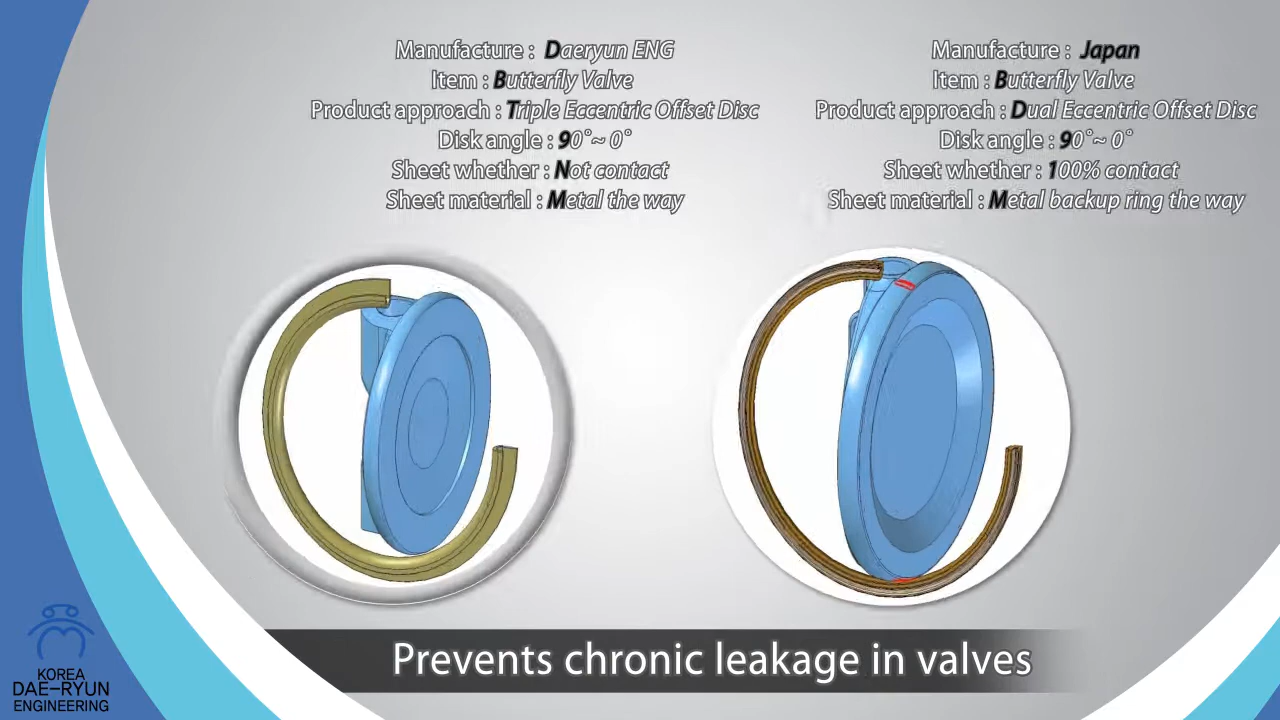 Manufacture : Daeryun ENG
Item : Butterfly Valve
Product approach : Triple Eccentric Offset Disc
Disk angle : 90˚~ 0˚
Sheet whether : Not contact
Sheet material : Metal the way
Manufacture : Japan
Item : Butterfly Valve
Product approach : Dual Eccentric Offset Disc
Disk angle : 90˚~ 0˚
Sheet whether : 100% contact
Sheet material : Metal backup ring the way
Prevents chronic leakage in valves
KOREA
DAE-RYUN
ENGINEERING